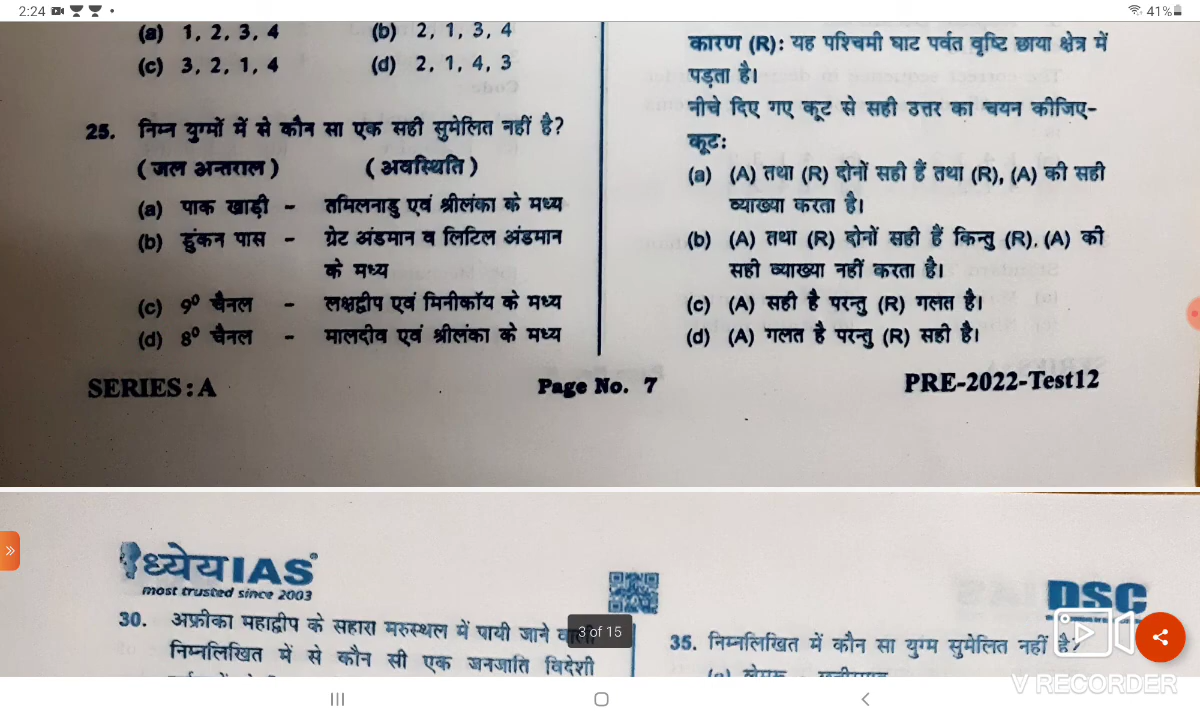 2:24
41%
(a) 1, 2, 3, 4 (b) 2, 1, 3, 4
(c) 3, 2, 1, 4 (d) 2, 1, 4, 3
25. निम्न युग्मों में से कौन सा एक सही सुमेलित नहीं है?
(जल अन्तराल) (अवस्थिति)
(a) पाक खाड़ी - तमिलनाडु एवं श्रीलंका के मध्य
(b) डुंकन पास - ग्रेट अंडमान व लिटिल अंडमान
के मध्य
(c) 9⁰ चैनल - लक्षद्वीप एवं मिनीकॉय के मध्य
(d) 8⁰ चैनल - मालदीव एवं श्रीलंका के मध्य
कारण (R): यह पश्चिमी घाट पर्वत वृष्टि छाया क्षेत्र में
पड़ता है।
नीचे दिए गए कूट से सही उत्तर का चयन कीजिए-
कूट:
(a) (A) तथा (R) दोनों सही हैं तथा (R), (A) की सही
व्याख्या करता है।
(b) (A) तथा (R) दोनों सही हैं किन्तु (R), (A) की
सही व्याख्या नहीं करता है।
(c) (A) सही है परन्तु (R) गलत है।
(d) (A) गलत है परन्तु (R) सही है।
SERIES : A Page No. 7 PRE-2022-Test12
ध्येय IAS®
most trusted since 2003
DSC
30. अफ्रीका महाद्वीप के सहारा मरुस्थल में पायी जाने वाली
निम्नलिखित में से कौन सी एक जनजाति विदेशी
3 of 15
35. निम्नलिखित में कौन सा युग्म सुमेलित नहीं है?
V RECORDER